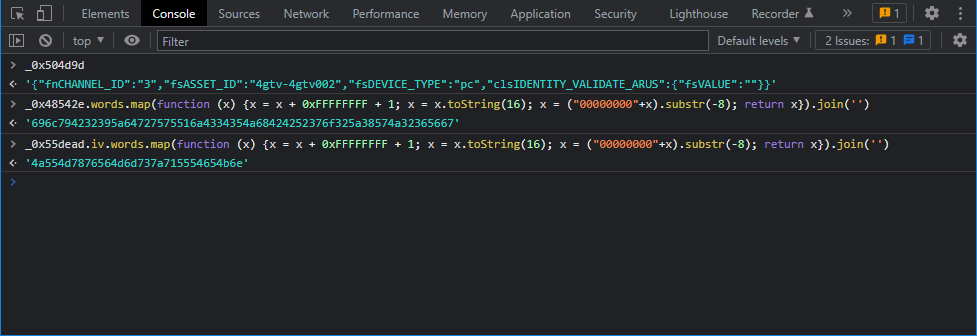 Elements Console Sources Network Performance Memory Application Security Lighthouse Recorder » 1
top ▼ Filter Default levels ▼ 2 Issues: 1 1
> _0x504d9d
'{"fnCHANNEL_ID":"3","fsASSET_ID":"4gtv-4gtv002","fsDEVICE_TYPE":"pc","clsIDENTITY_VALIDATE_ARUS":{"fsVALUE":""}}'
> _0x48542e.words.map(function (x) {x = x + 0xFFFFFFFF + 1; x = x.toString(16); x = ("00000000"+x).substr(-8); return x}).join('')
'696c794232395a64727575516a4334354a68424252376f325a38574a32365667'
> _0x55dead.iv.words.map(function (x) {x = x + 0xFFFFFFFF + 1; x = x.toString(16); x = ("00000000"+x).substr(-8); return x}).join('')
'4a554d7876564d6d737a715554654b6e'
>